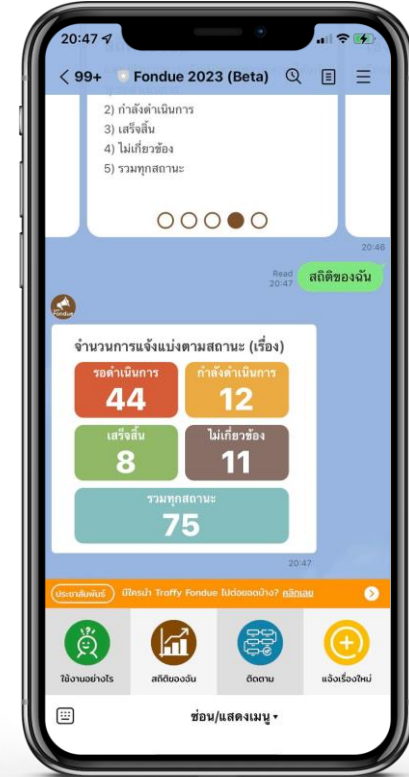 20:47
99+ Fondue 2023 (Beta)
2) กำลังดำเนินการ
3) เสร็จสิ้น
4) ไม่เกี่ยวข้อง
5) รวมทุกสถานะ
20:46
Read
20:47
สถิติของฉัน
fondue
จำนวนการแจ้งแบ่งตามสถานะ (เรื่อง)
รอดำเนินการ กำลังดำเนินการ
44 12
เสร็จสิ้น ไม่เกี่ยวข้อง
8 11
รวมทุกสถานะ
75
20:47
ประชาสัมพันธ์ มีใครนำ Traffy Fondue ไปต่อยอดบ้าง? คลิกเลย
ใช้งานอย่างไร สถิติของฉัน ติดตาม แจ้งเรื่องใหม่
ซ่อน/แสดงเมนู